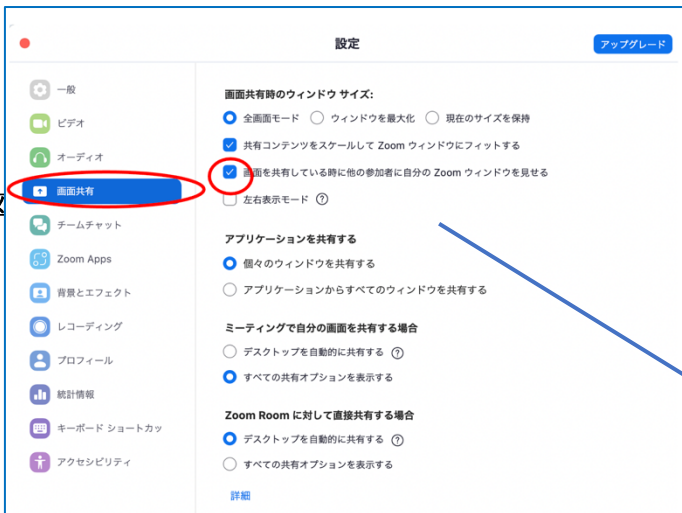 設定
アップグレード
一般
ビデオ
オーディオ
画面共有
チームチャット
Zoom Apps
背景とエフェクト
レコーディング
プロフィール
統計情報
キーボード ショートカッ
アクセシビリティ
画面共有時のウィンドウ サイズ:
全画面モード ウィンドウを最大化 現在のサイズを保持
共有コンテンツをスケールして Zoom ウィンドウにフィットする
画面を共有している時に他の参加者に自分の Zoom ウィンドウを見せる
左右表示モード ?
アプリケーションを共有する
個々のウィンドウを共有する
アプリケーションからすべてのウィンドウを共有する
ミーティングで自分の画面を共有する場合
デスクトップを自動的に共有する ?
すべての共有オプションを表示する
Zoom Room に対して直接共有する場合
デスクトップを自動的に共有する ?
すべての共有オプションを表示する
詳細